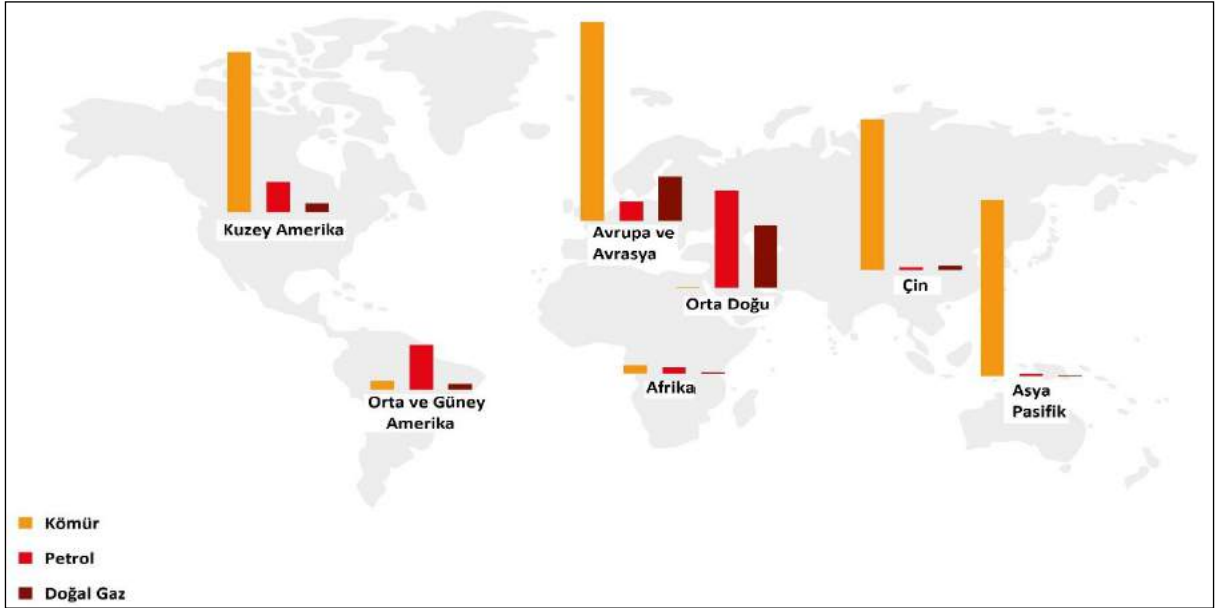 Kuzey Amerika
Avrupa ve
Avrasya
Orta Doğu
Çin
Orta ve Güney
Amerika
Afrika
Asya
Pasifik
Kömür
Petrol
Doğal Gaz